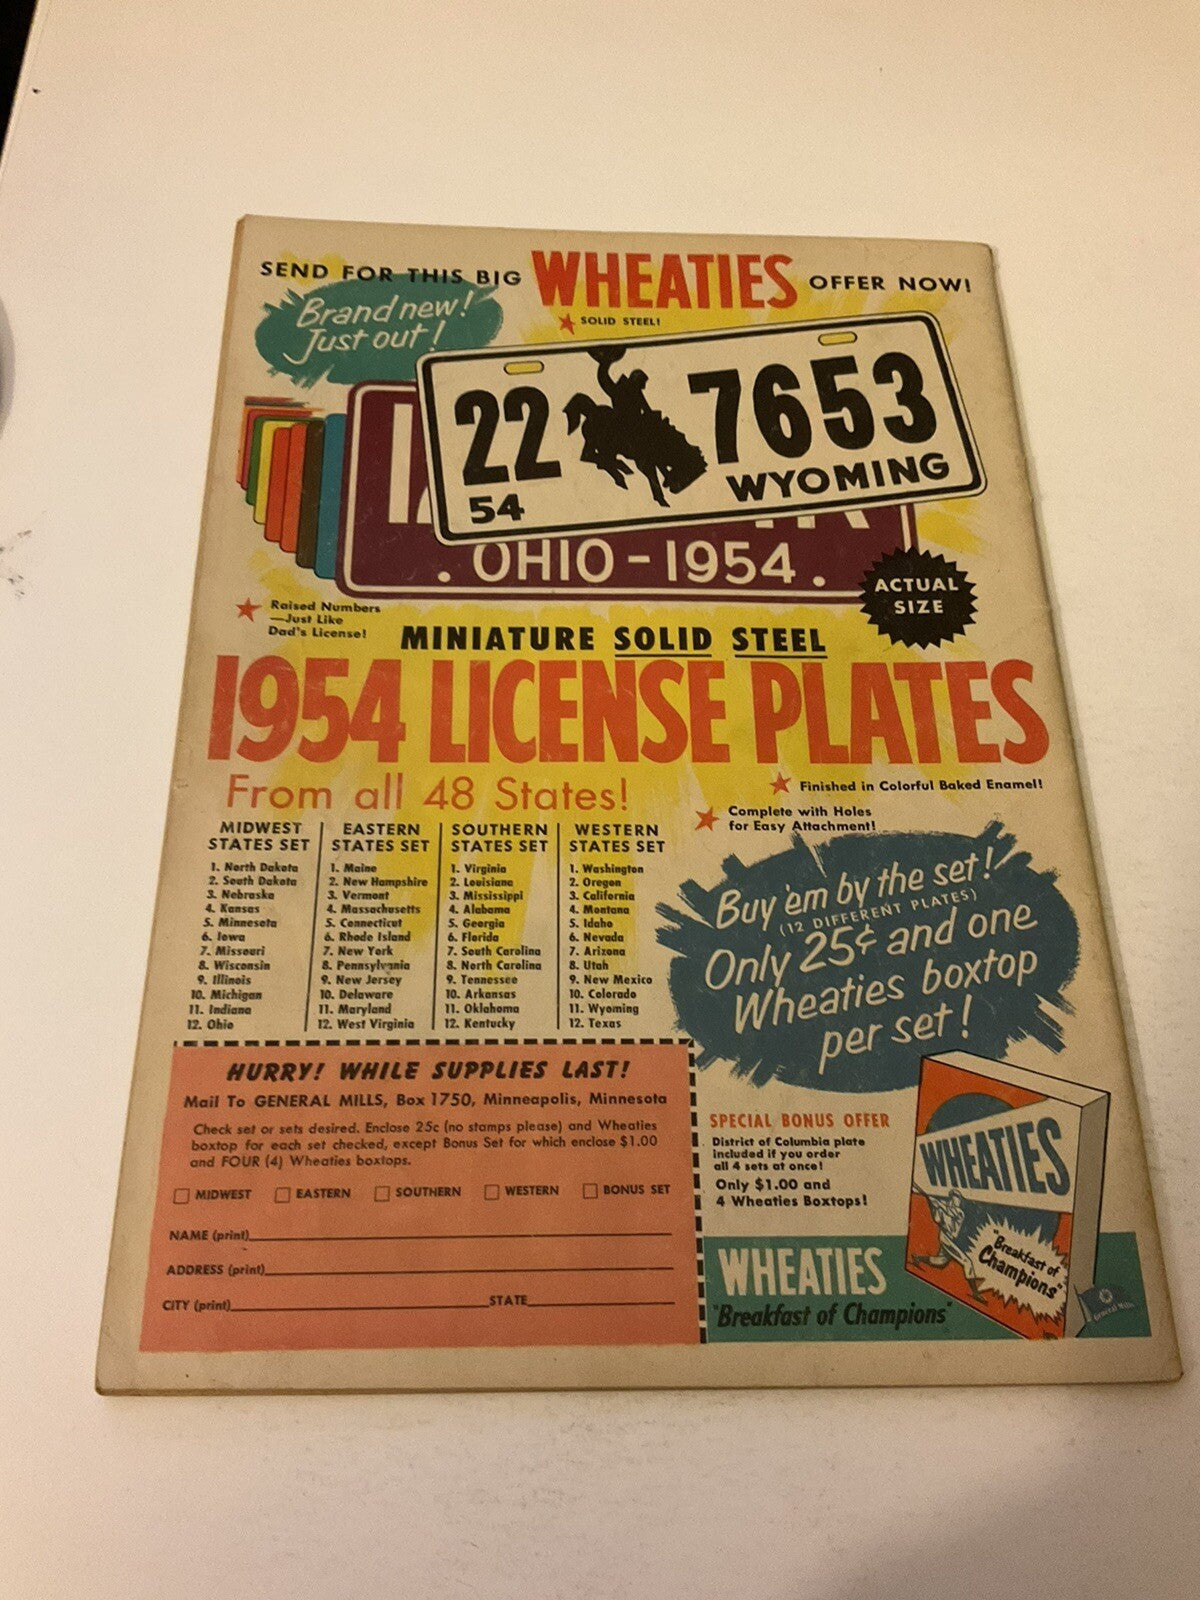 SEND FOR THIS BIG WHEATIES OFFER NOW!
Brand new!
Just out!
SOLID STEEL!
22 7653
54 WYOMING
. OHIO - 1954 .
ACTUAL
SIZE
Raised Numbers
—Just Like
Dad's License!
MINIATURE SOLID STEEL
1954 LICENSE PLATES
From all 48 States!
Finished in Colorful Baked Enamel!
Complete with Holes
for Easy Attachment!
MIDWEST
STATES SET
1. North Dakota
2. South Dakota
3. Nebraska
4. Kansas
5. Minnesota
6. Iowa
7. Missouri
8. Wisconsin
9. Illinois
10. Michigan
11. Indiana
12. Ohio
EASTERN
STATES SET
1. Maine
2. New Hampshire
3. Vermont
4. Massachusetts
5. Connecticut
6. Rhode Island
7. New York
8. Pennsylvania
9. New Jersey
10. Delaware
11. Maryland
12. West Virginia
SOUTHERN
STATES SET
1. Virginia
2. Louisiana
3. Mississippi
4. Alabama
5. Georgia
6. Florida
7. South Carolina
8. North Carolina
9. Tennessee
10. Arkansas
11. Oklahoma
12. Kentucky
WESTERN
STATES SET
1. Washington
2. Oregon
3. California
4. Montana
5. Idaho
6. Nevada
7. Arizona
8. Utah
9. New Mexico
10. Colorado
11. Wyoming
12. Texas
Buy 'em by the set!
(12 DIFFERENT PLATES)
Only 25¢ and one
Wheaties boxtop
per set!
HURRY! WHILE SUPPLIES LAST!
Mail To GENERAL MILLS, Box 1750, Minneapolis, Minnesota
Check set or sets desired. Enclose 25c (no stamps please) and Wheaties
boxtop for each set checked, except Bonus Set for which enclose $1.00
and FOUR (4) Wheaties boxtops.
MIDWEST EASTERN SOUTHERN WESTERN BONUS SET
NAME (print)
ADDRESS (print)
CITY (print) STATE
SPECIAL BONUS OFFER
District of Columbia plate
included if you order
all 4 sets at once!
Only $1.00 and
4 Wheaties Boxtops!
WHEATIES
"Breakfast of
Champions"
General Mills
WHEATIES
"Breakfast of Champions"